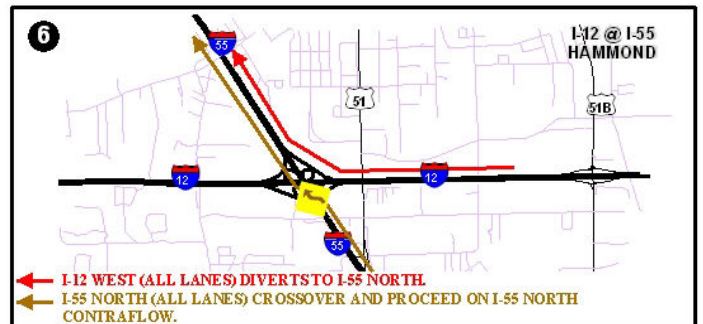 6
I-12 @ I-55
HAMMOND
55
51
51B
12
12
55
I-12 WEST (ALL LANES) DIVERTS TO I-55 NORTH.
I-55 NORTH (ALL LANES) CROSSOVER AND PROCEED ON I-55 NORTH
CONTRAFLOW.